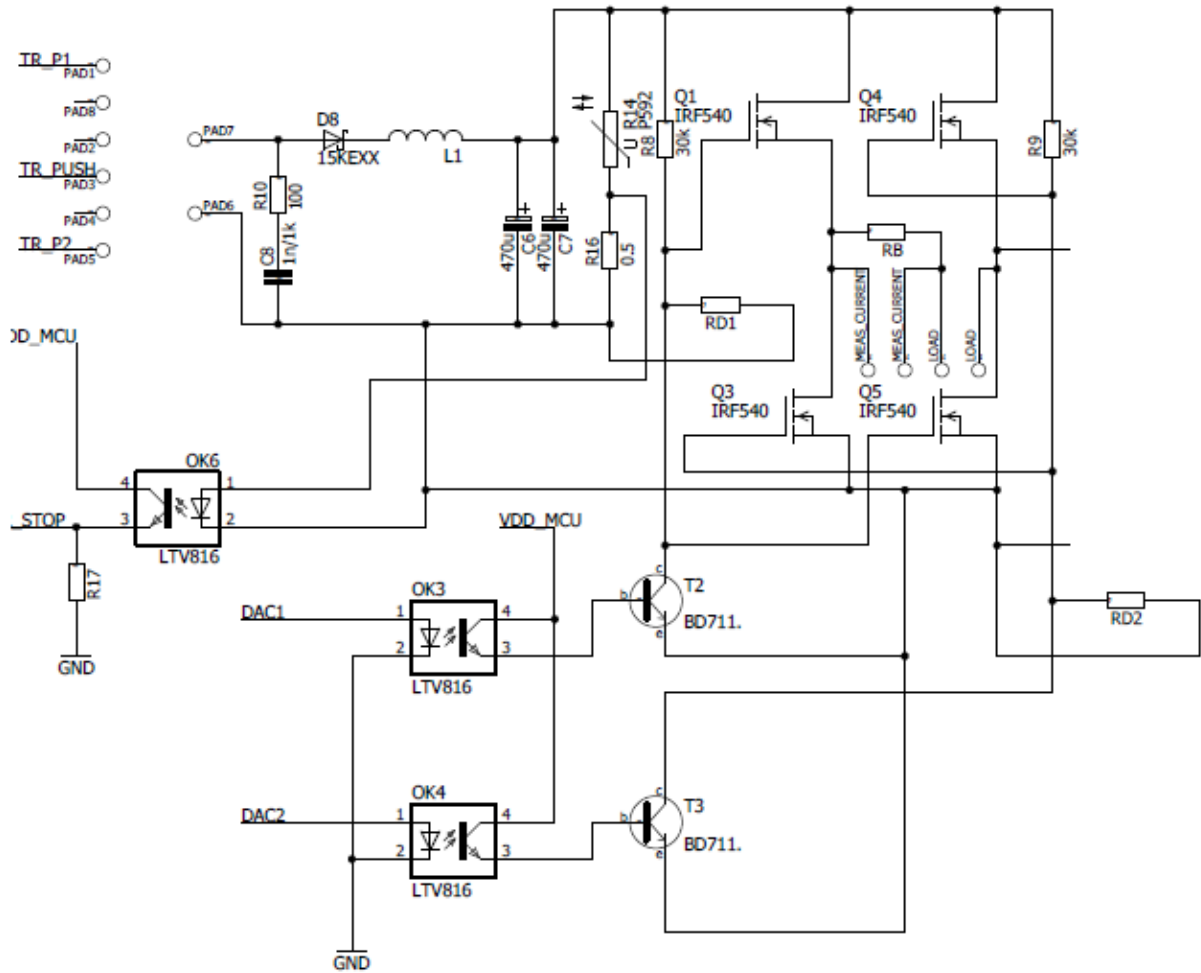 TR_P1
PAD1
PAD8
PAD2
TR_PUSH
PAD3
PAD4
TR_P2
PAD5
PAD7
PAD6
D8
15KEXX
L1
R10
100
C8
1n/1k
470u
C6
470u
C7
R14
P592
U
R16
0.5
R8
30k
Q1
IRF540
Q4
IRF540
R9
30k
RB
RD1
MEAS_CURRENT
MEAS_CURRENT
LOAD
LOAD
Q3
IRF540
Q5
IRF540
DD_MCU
OK6
4
1
3
2
_STOP
LTV816
R17
GND
VDD_MCU
OK3
DAC1
1
4
2
3
LTV816
b
c
e
T2
BD711.
RD2
OK4
DAC2
1
4
2
3
LTV816
b
c
e
T3
BD711.
GND